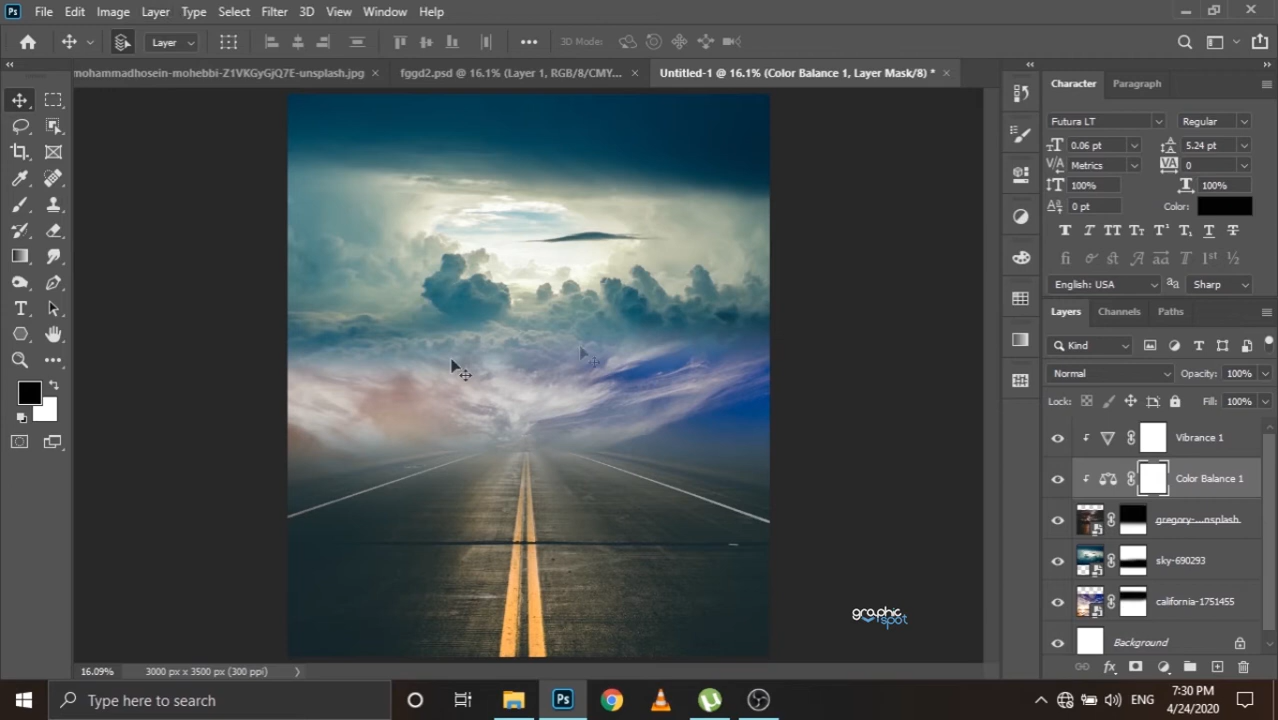 Ps File Edit Image Layer Type Select Filter 3D View Window Help
Layer 3D Mode:
mohammadhosein-mohebbi-Z1VKGyGjQ7E-unsplash.jpg × fggd2.psd @ 16.1% (Layer 1, RGB/8/CMY... × Untitled-1 @ 16.1% (Color Balance 1, Layer Mask/8) * ×
Character Paragraph
Futura LT Regular
0.06 pt 5.24 pt
Metrics 0
100% 100%
0 pt Color:
English: USA Sharp
Layers Channels Paths
Kind
Normal Opacity: 100%
Lock: Fill: 100%
Vibrance 1
Color Balance 1
gregory-...nsplash
sky-690293
california-1751455
Background
graphic
spot
16.09% 3000 px x 3500 px (300 ppi)
Type here to search
ENG
7:30 PM
4/24/2020